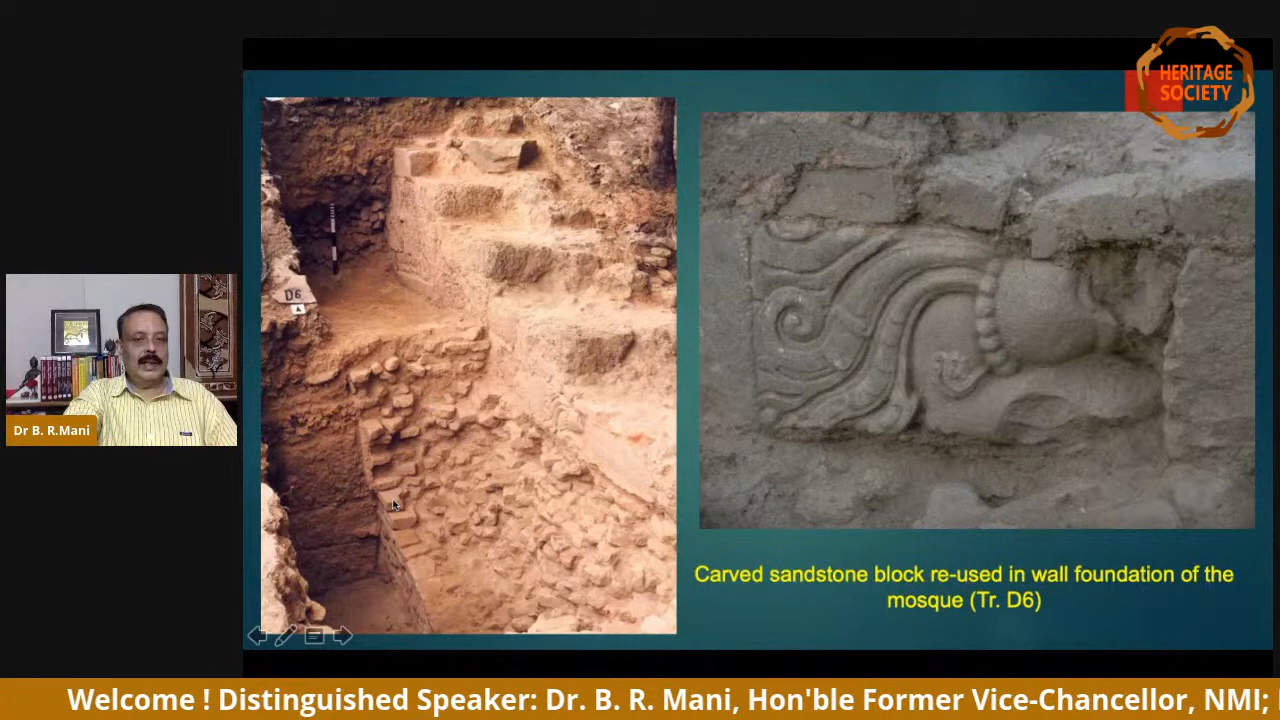 HERITAGE
SOCIETY
D6
Dr B. R.Mani
Carved sandstone block re-used in wall foundation of the
mosque (Tr. D6)
Welcome ! Distinguished Speaker: Dr. B. R. Mani, Hon'ble Former Vice-Chancellor, NMI;